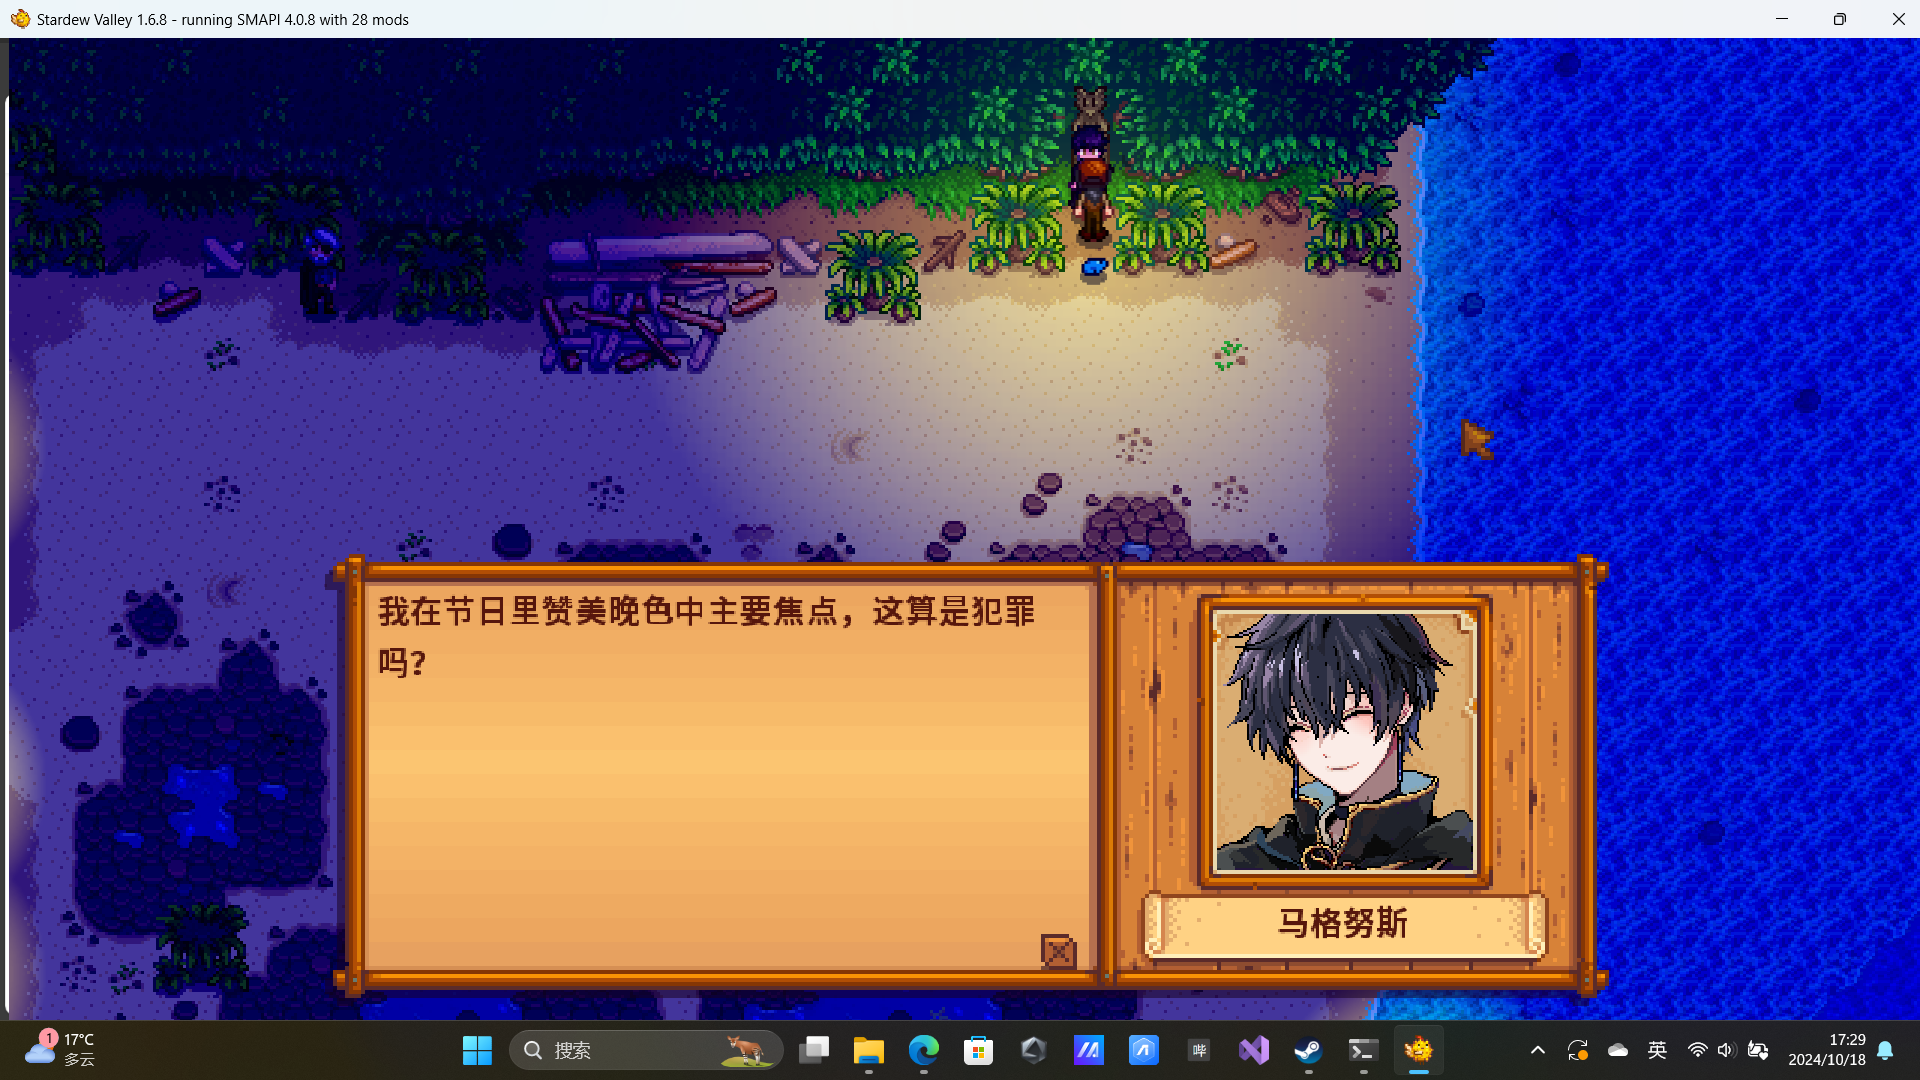 Stardew Valley 1.6.8 - running SMAPI 4.0.8 with 28 mods
我在节日里赞美晚色中主要焦点，这算是犯罪
吗？
马格努斯
1
17°C
多云
搜索
哔
英
17:29
2024/10/18